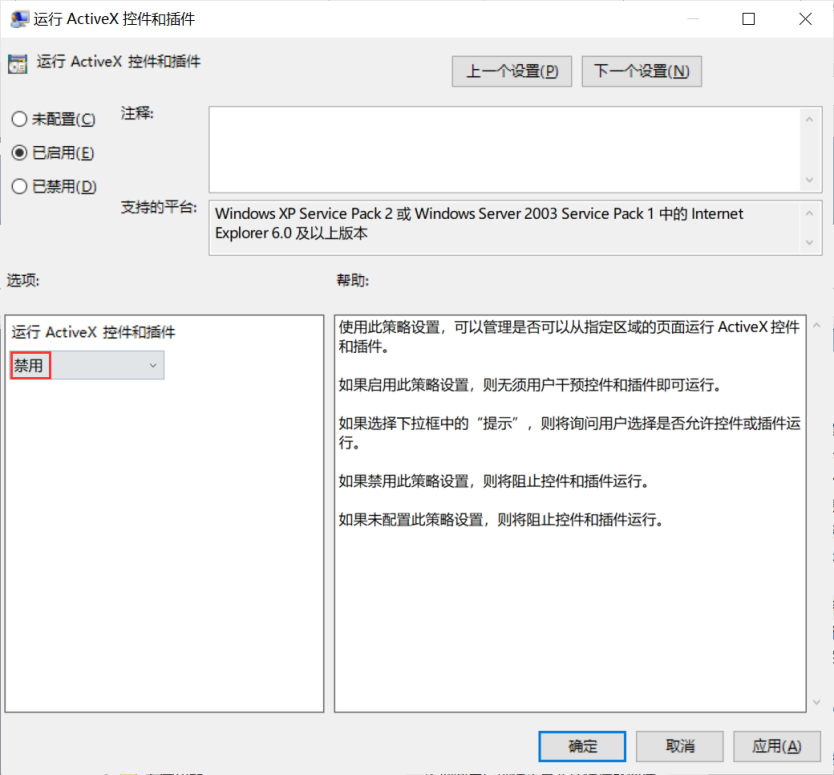 运行 ActiveX 控件和插件
运行 ActiveX 控件和插件
上一个设置(P)
下一个设置(N)
未配置(C)
注释:
已启用(E)
已禁用(D)
支持的平台:
Windows XP Service Pack 2 或 Windows Server 2003 Service Pack 1 中的 Internet
Explorer 6.0 及以上版本
选项:
帮助:
运行 ActiveX 控件和插件
禁用
使用此策略设置，可以管理是否可以从指定区域的页面运行 ActiveX 控件
和插件。
如果启用此策略设置，则无须用户干预控件和插件即可运行。
如果选择下拉框中的“提示”，则将询问用户选择是否允许控件或插件运
行。
如果禁用此策略设置，则将阻止控件和插件运行。
如果未配置此策略设置，则将阻止控件和插件运行。
确定
取消
应用(A)